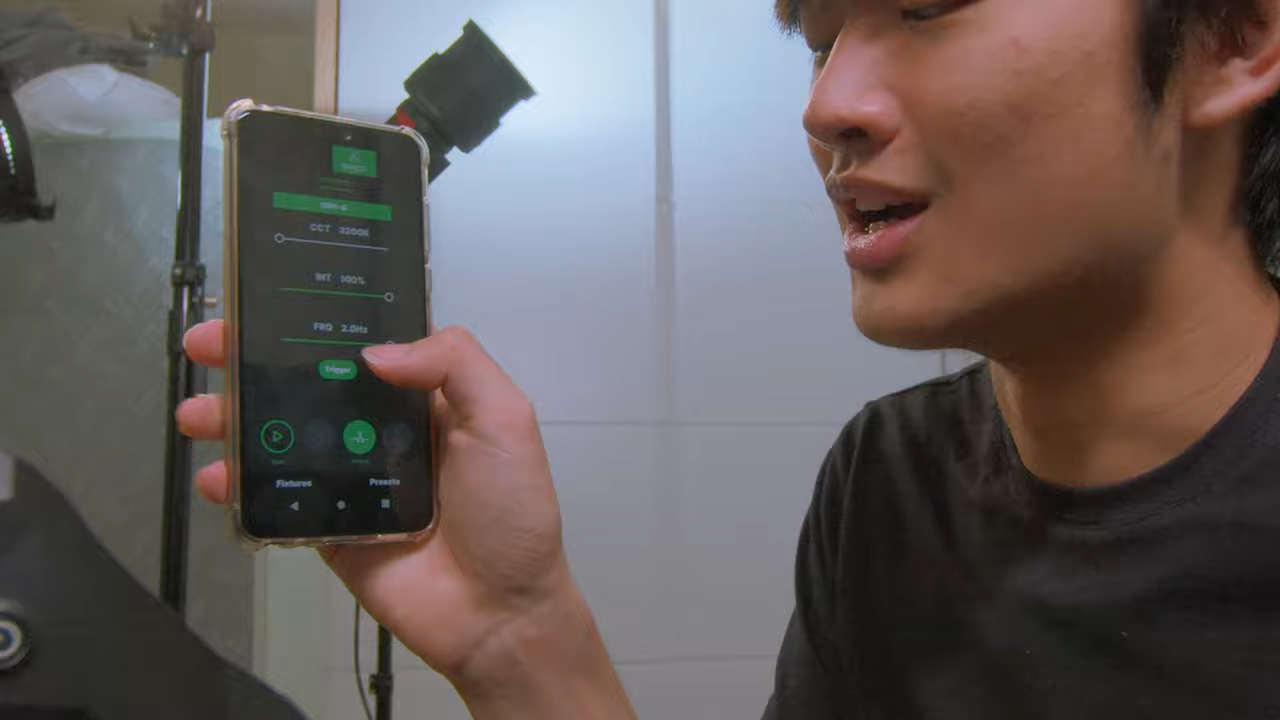 CCT 3200K
INT 100%
FRQ 2.0Hz
Trigger
Fixtures Presets